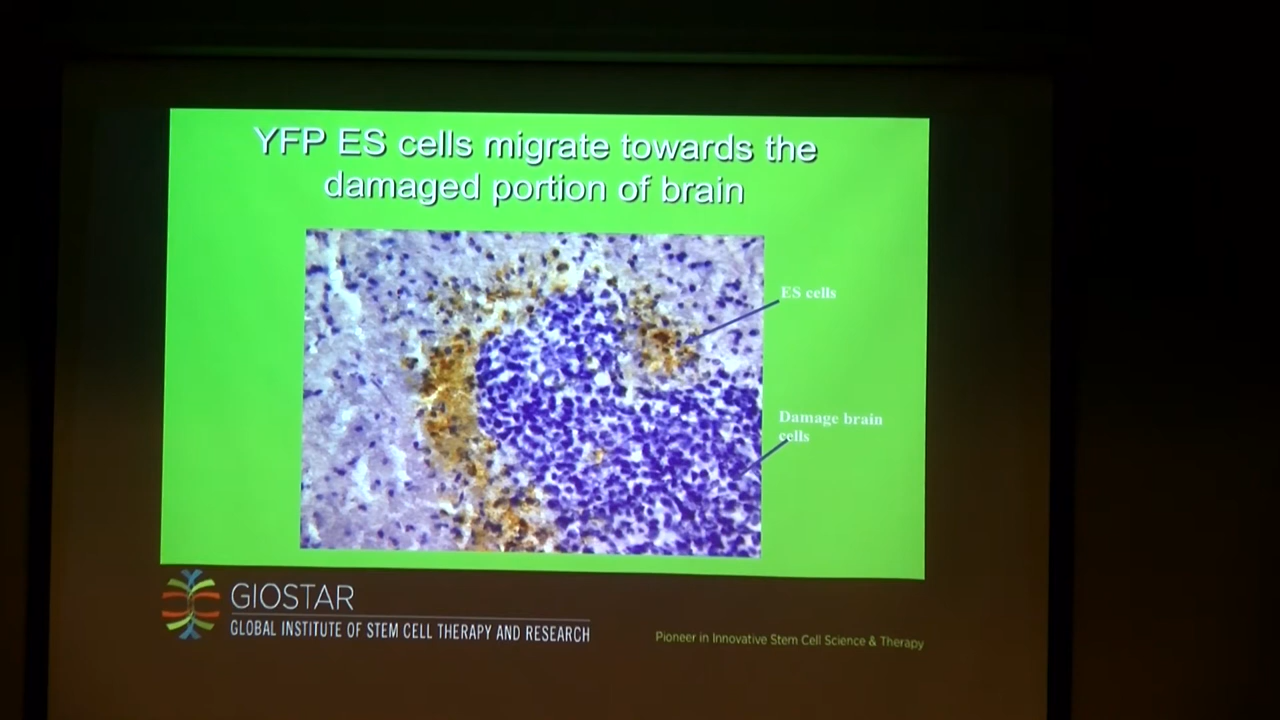 YFP ES cells migrate towards the
damaged portion of brain
ES cells
Damage brain
cells
GIOSTAR
GLOBAL INSTITUTE OF STEM CELL THERAPY AND RESEARCH
Pioneer in Innovative Stem Cell Science & Therapy